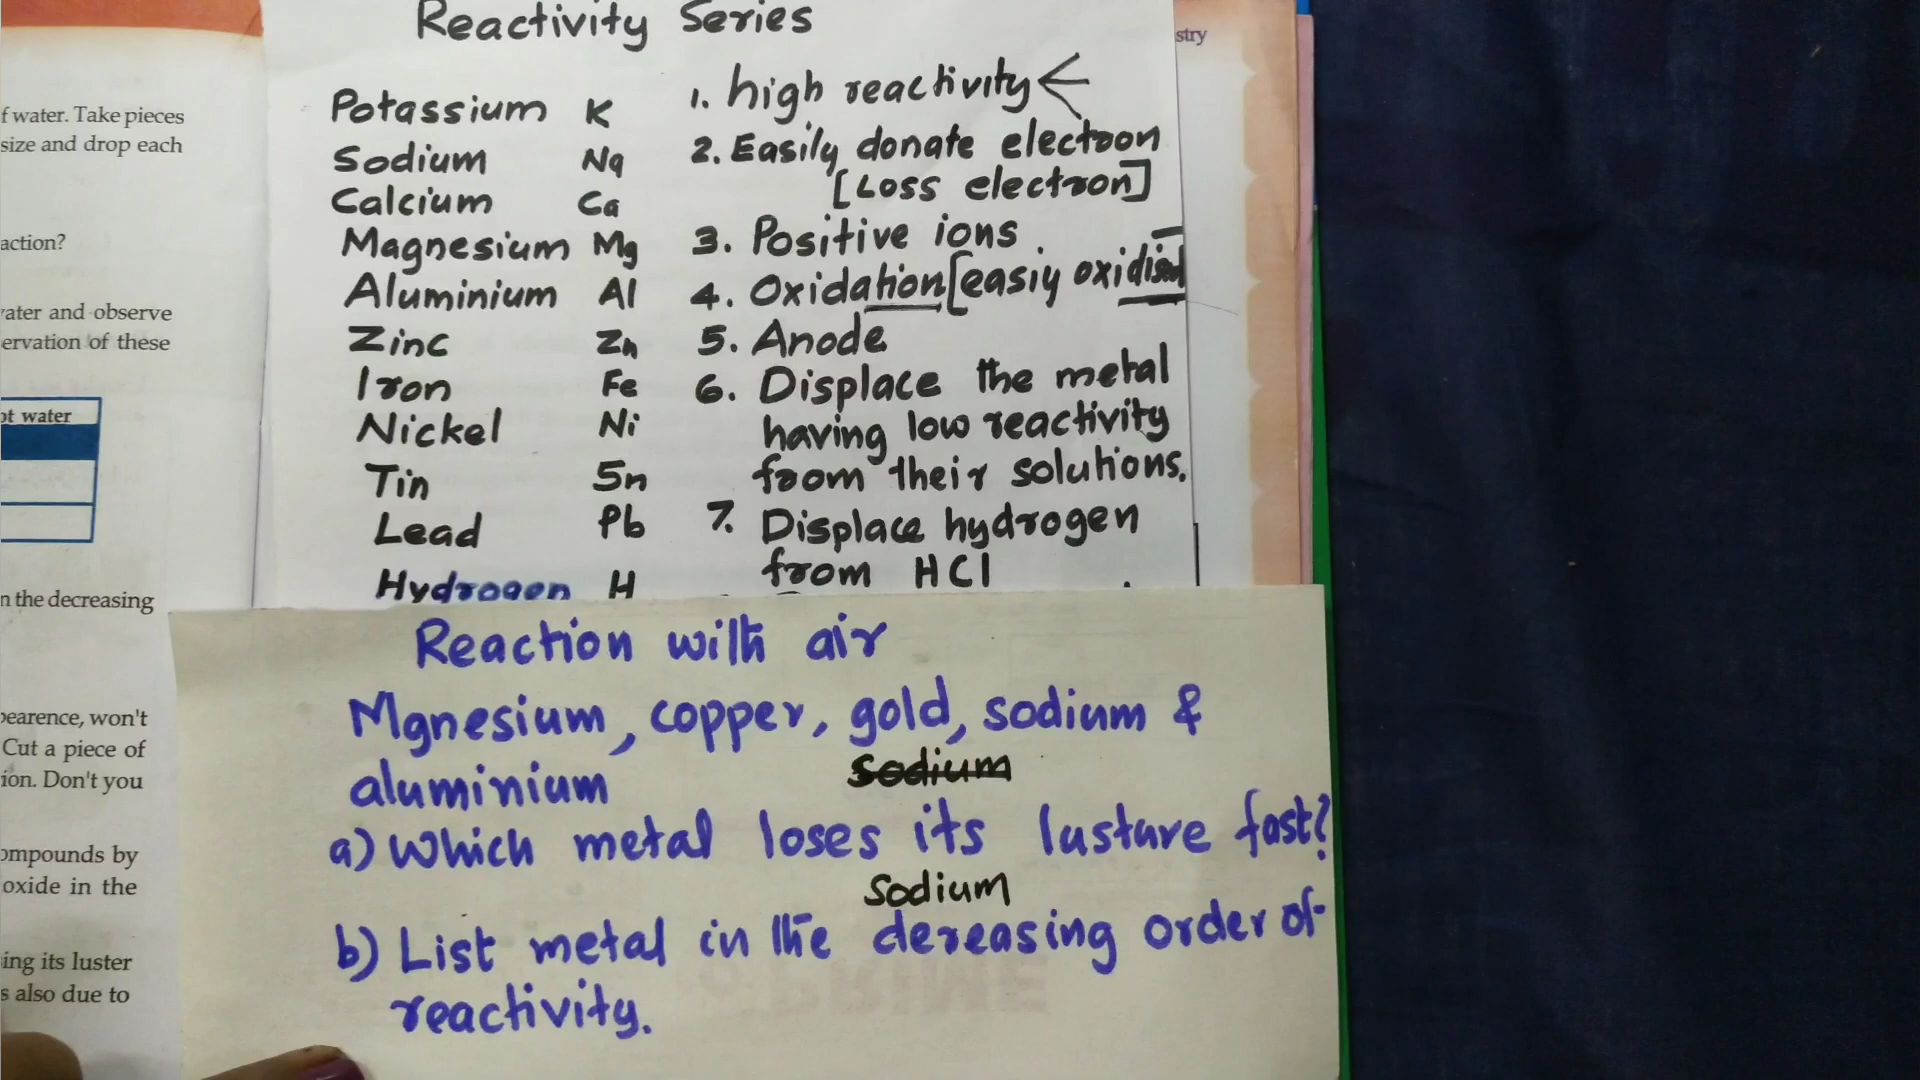 f water. Take pieces
size and drop each
action?
ater and observe
ervation of these
ot water
n the decreasing
pearence, won't
Cut a piece of
ion. Don't you
ompounds by
oxide in the
ing its luster
s also due to
stry
Reactivity Series
Potassium K
Sodium Na
Calcium Ca
Magnesium Mg
Aluminium Al
Zinc Zn
Iron Fe
Nickel Ni
Tin Sn
Lead Pb
Hydrogen H
1. high reactivity
2. Easily donate electron
[Loss electron]
3. Positive ions
4. Oxidation [easiy
5. Anode
6. Displace the metal
having low reactivity
from their solutions.
7. Displace hydrogen
from HCl
Reaction with air
Mgnesium, copper, gold, sodium &
aluminium
Sodium
a) Which metal loses its lusture fast?
Sodium
b) List metal in the dereasing order of
reactivity.